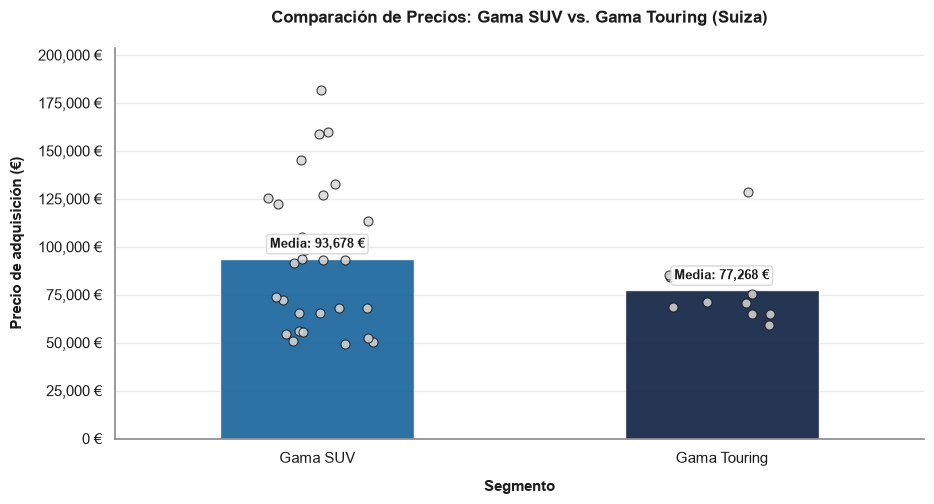 Comparación de Precios: Gama SUV vs. Gama Touring (Suiza)
200,000 €
175,000 €
150,000 €
125,000 €
100,000 €
75,000 €
50,000 €
25,000 €
0 €
Precio de adquisición (€)
Media: 93,678 €
Media: 77,268 €
Gama SUV
Gama Touring
Segmento